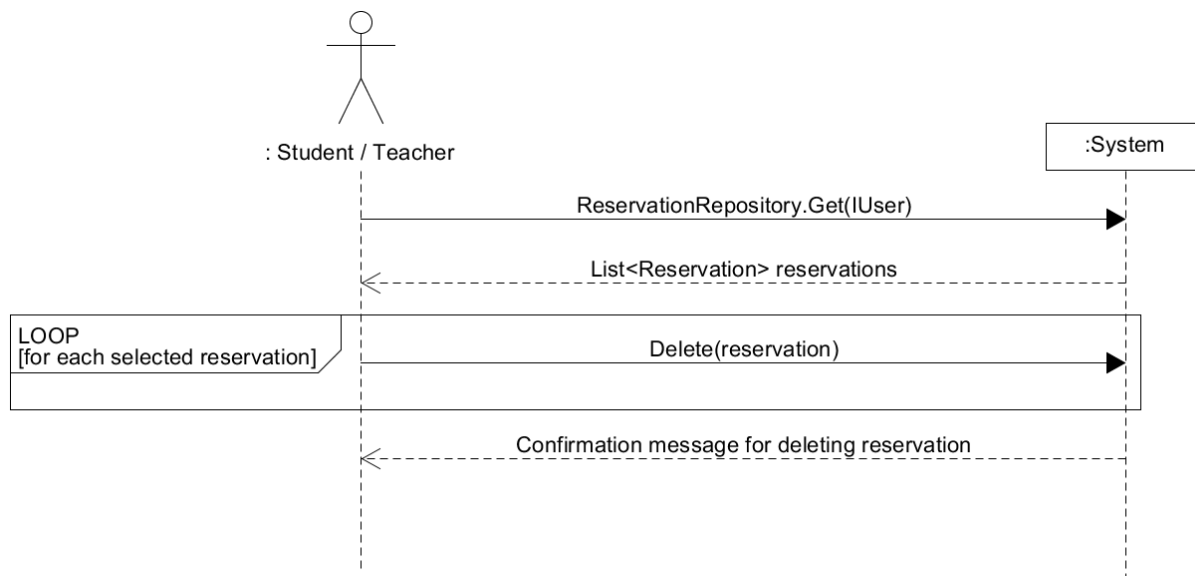 : Student / Teacher
:System
ReservationRepository.Get(IUser)
List<Reservation> reservations
LOOP
[for each selected reservation]
Delete(reservation)
Confirmation message for deleting reservation